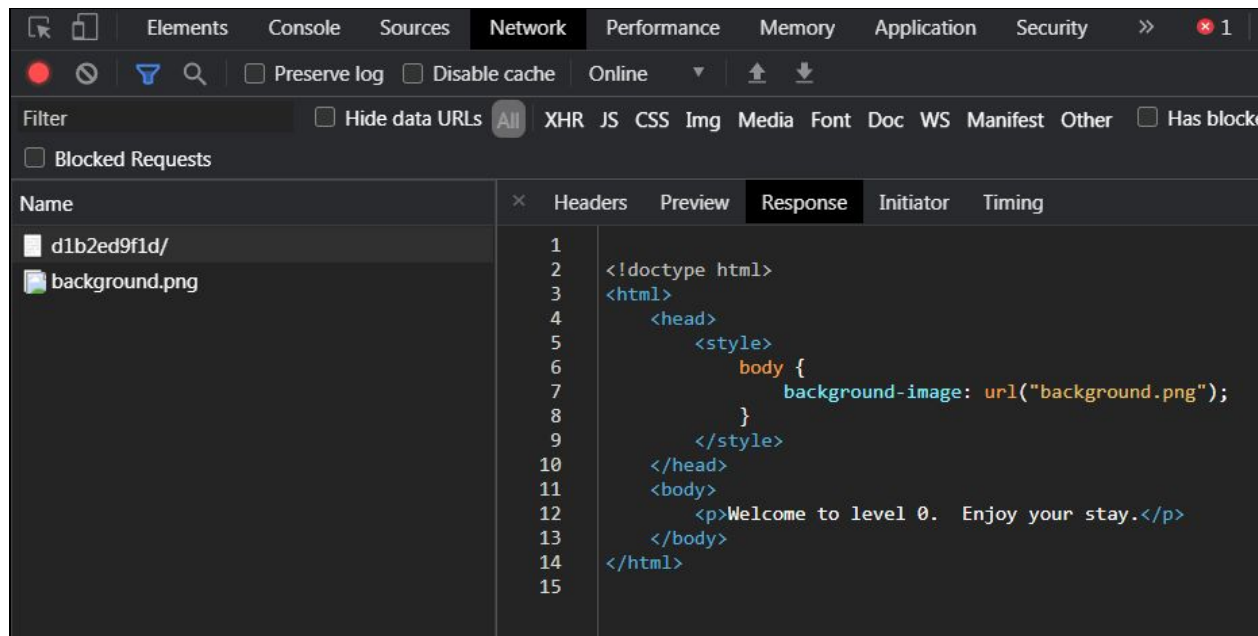 Elements Console Sources Network Performance Memory Application Security » 1
Preserve log Disable cache Online
Filter Hide data URLs All XHR JS CSS Img Media Font Doc WS Manifest Other Has blocke
Blocked Requests
Name × Headers Preview Response Initiator Timing
d1b2ed9f1d/
background.png
1
2 <!doctype html>
3 <html>
4 <head>
5 <style>
6 body {
7 background-image: url("background.png");
8 }
9 </style>
10 </head>
11 <body>
12 <p>Welcome to level 0.  Enjoy your stay.</p>
13 </body>
14 </html>
15